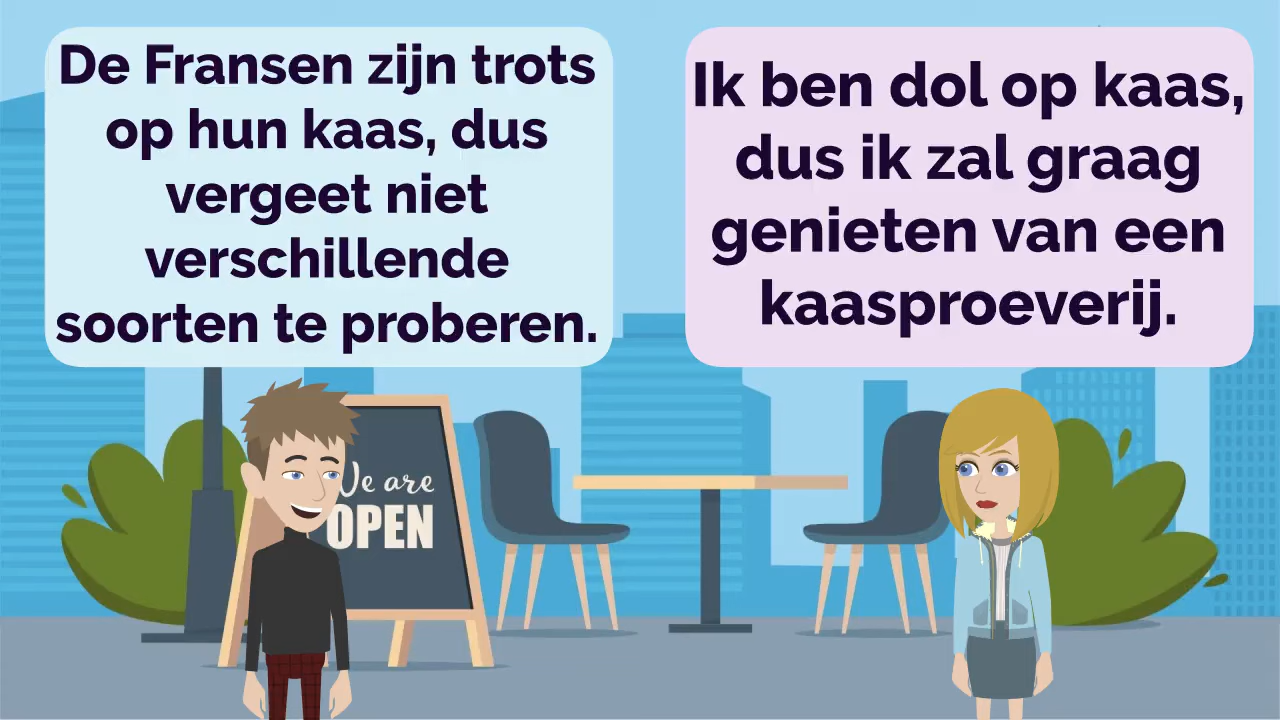 De Fransen zijn trots
op hun kaas, dus
vergeet niet
verschillende
soorten te proberen.
Ik ben dol op kaas,
dus ik zal graag
genieten van een
kaasproeverij.
are
OPEN